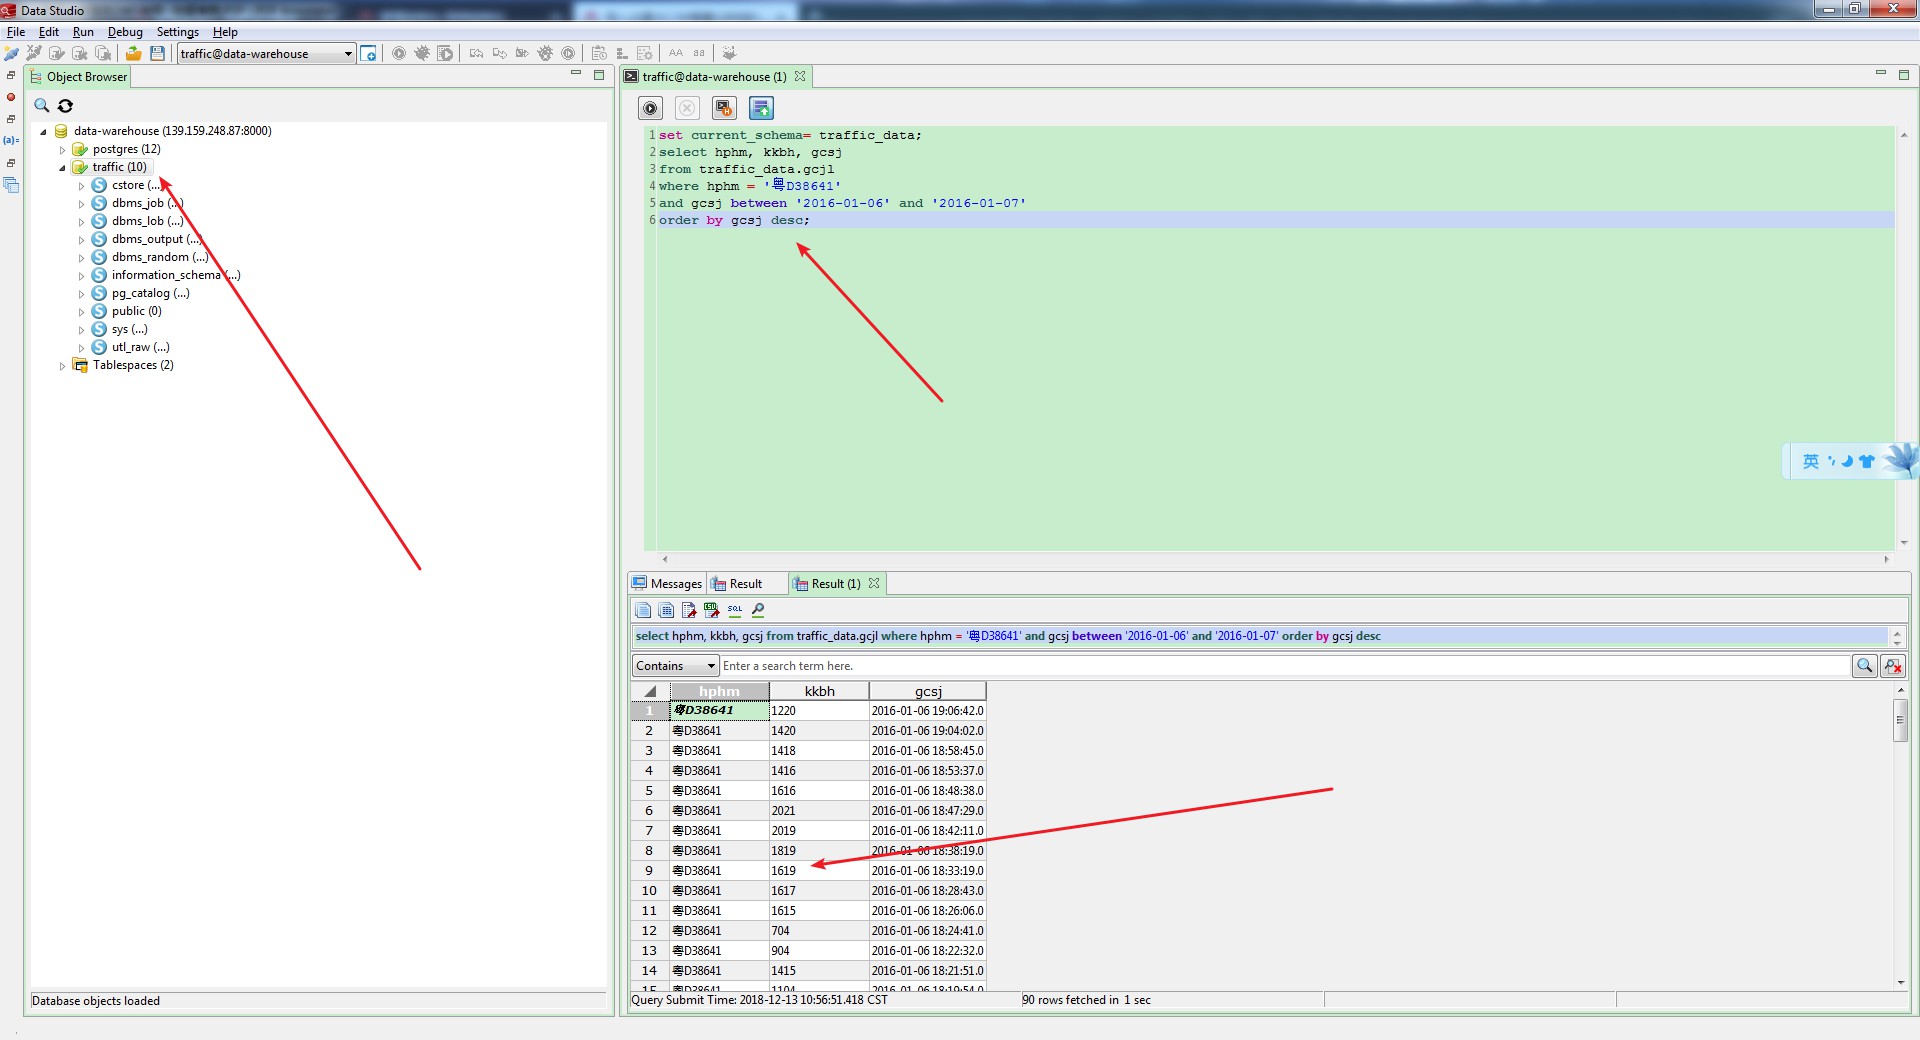 Data Studio
File Edit Run Debug Settings Help
traffic@data-warehouse
Object Browser
data-warehouse (139.159.248.87:8000)
postgres (12)
traffic (10)
cstore (...)
dbms_job (...)
dbms_lob (...)
dbms_output (...)
dbms_random (...)
information_schema (...)
pg_catalog (...)
public (0)
sys (...)
utl_raw (...)
Tablespaces (2)
Database objects loaded
traffic@data-warehouse (1)
1 set current_schema= traffic_data;
2 select hphm, kkbh, gcsj
3 from traffic_data.gcjl
4 where hphm = '粤D38641'
5 and gcsj between '2016-01-06' and '2016-01-07'
6 order by gcsj desc;
英
Messages Result Result (1)
select hphm, kkbh, gcsj from traffic_data.gcjl where hphm = '粤D38641' and gcsj between '2016-01-06' and '2016-01-07' order by gcsj desc
Contains Enter a search term here.
hphm kkbh gcsj
1 粤D38641 1220 2016-01-06 19:06:42.0
2 粤D38641 1420 2016-01-06 19:04:02.0
3 粤D38641 1418 2016-01-06 18:58:45.0
4 粤D38641 1416 2016-01-06 18:53:37.0
5 粤D38641 1616 2016-01-06 18:48:38.0
6 粤D38641 2021 2016-01-06 18:47:29.0
7 粤D38641 2019 2016-01-06 18:42:11.0
8 粤D38641 1819 2016-01-06 18:38:19.0
9 粤D38641 1619 2016-01-06 18:33:19.0
10 粤D38641 1617 2016-01-06 18:28:43.0
11 粤D38641 1615 2016-01-06 18:26:06.0
12 粤D38641 704 2016-01-06 18:24:41.0
13 粤D38641 904 2016-01-06 18:22:32.0
14 粤D38641 1415 2016-01-06 18:21:51.0
15 粤D38641 1104 2016-01-06 18:19:54.0
Query Submit Time: 2018-12-13 10:56:51.418 CST
90 rows fetched in 1 sec